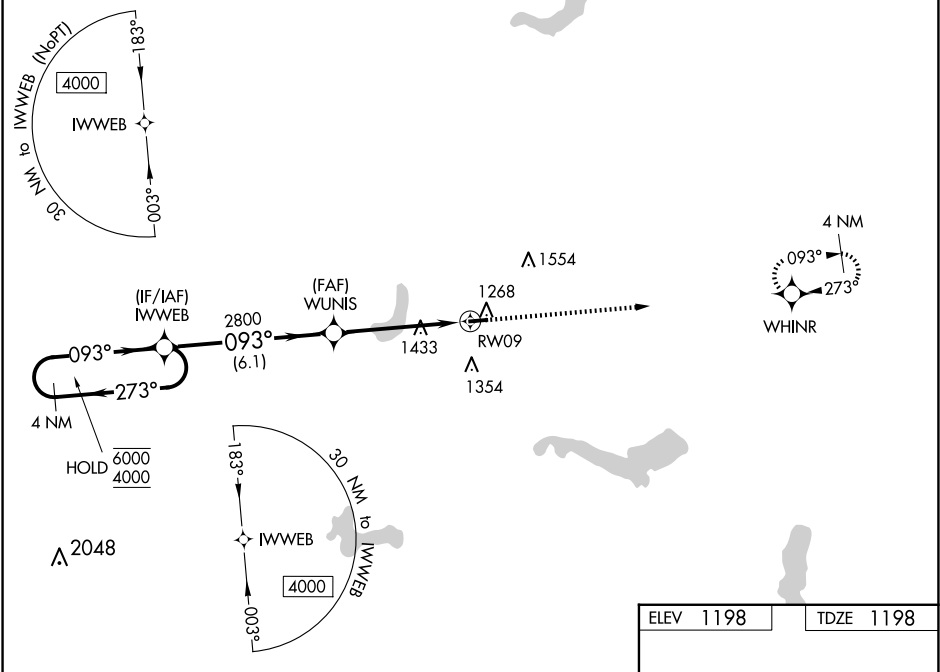 30 NM to IWWEB (NoPT)
183°
4000
IWWEB
003°
1554
4 NM
093°
273°
WHINR
(IF/IAF)
IWWEB
(FAF)
WUNIS
1268
2800
093°
093°
(6.1)
1433
RW09
1354
273°
4 NM
HOLD 6000
4000
183°
30 NM to IWWEB
IWWEB
2048
4000
003°
ELEV 1198
TDZE 1198